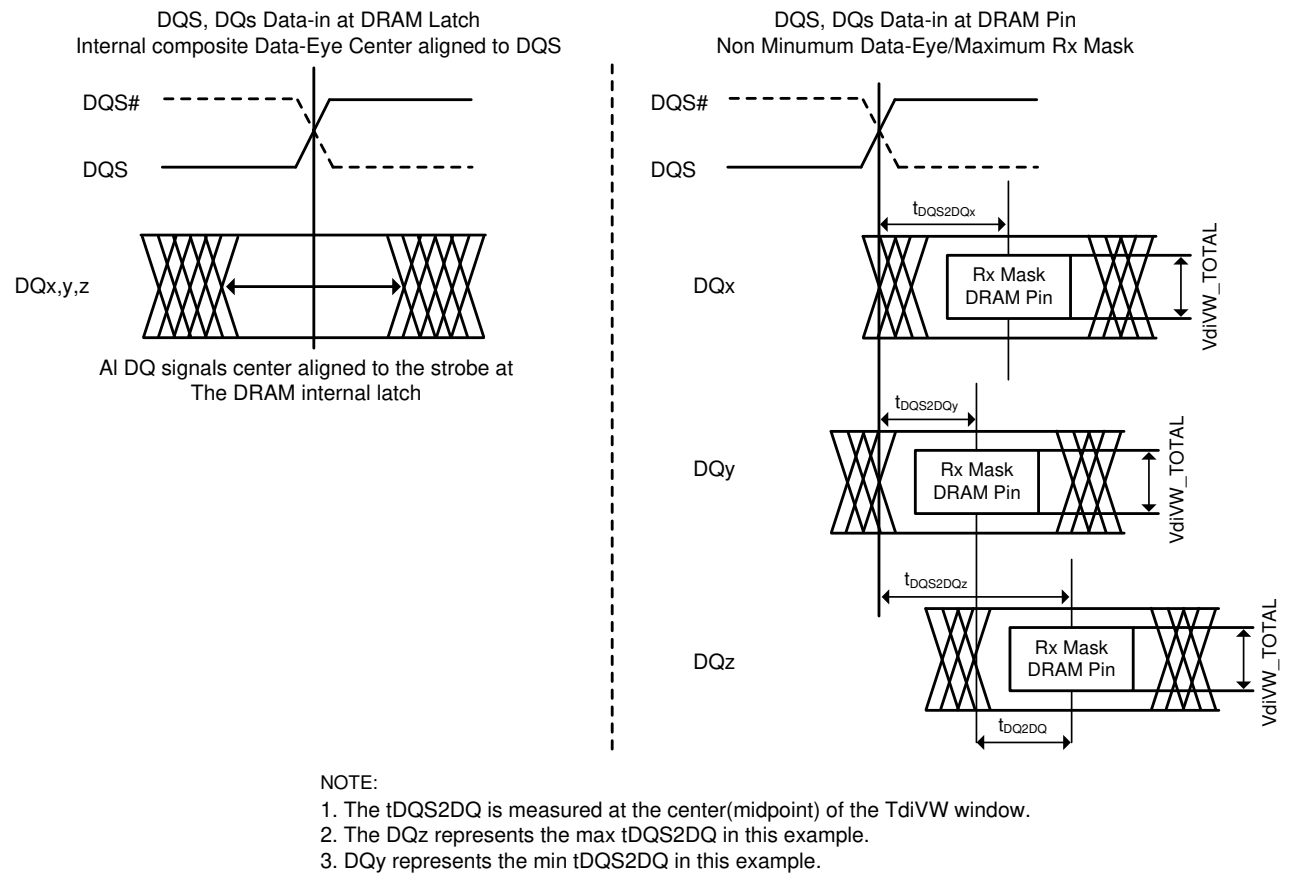 DQS, DQs Data-in at DRAM Latch
Internal composite Data-Eye Center aligned to DQS
DQS#
DQS
DQx,y,z
Al DQ signals center aligned to the strobe at
The DRAM internal latch
DQS, DQs Data-in at DRAM Pin
Non Minumum Data-Eye/Maximum Rx Mask
DQS#
DQS
tDQS2DQx
DQx
Rx Mask
DRAM Pin
VdiVW_TOTAL
tDQS2DQy
DQy
Rx Mask
DRAM Pin
VdiVW_TOTAL
tDQS2DQz
DQz
Rx Mask
DRAM Pin
VdiVW_TOTAL
tDQ2DQ
NOTE:
1. The tDQS2DQ is measured at the center(midpoint) of the TdiVW window.
2. The DQz represents the max tDQS2DQ in this example.
3. DQy represents the min tDQS2DQ in this example.